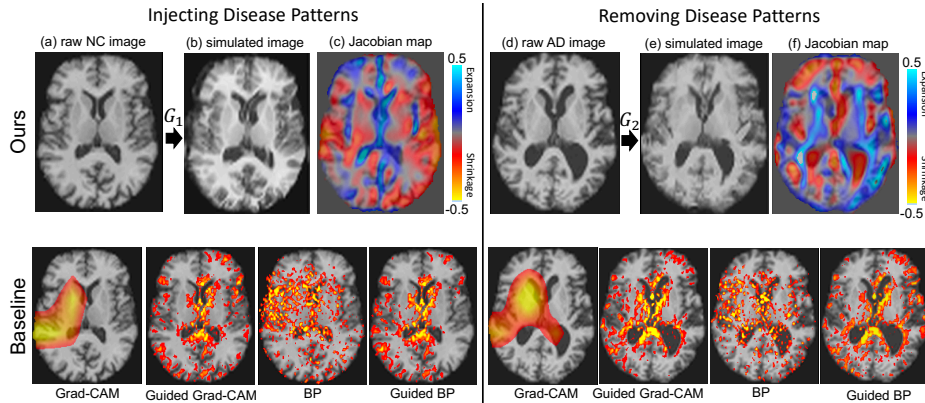 Injecting Disease Patterns
Removing Disease Patterns
(a) raw NC image
(b) simulated image
(c) Jacobian map
(d) raw AD image
(e) simulated image
(f) Jacobian map
Ours
G1
0.5
Expansion
Shrinkage
-0.5
G2
0.5
Expansion
Shrinkage
-0.5
Baseline
Grad-CAM
Guided Grad-CAM
BP
Guided BP
Grad-CAM
Guided Grad-CAM
BP
Guided BP